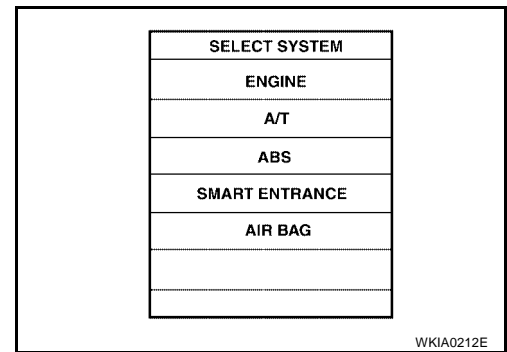 SELECT SYSTEM
ENGINE
A/T
ABS
SMART ENTRANCE
AIR BAG
WKIA0212E